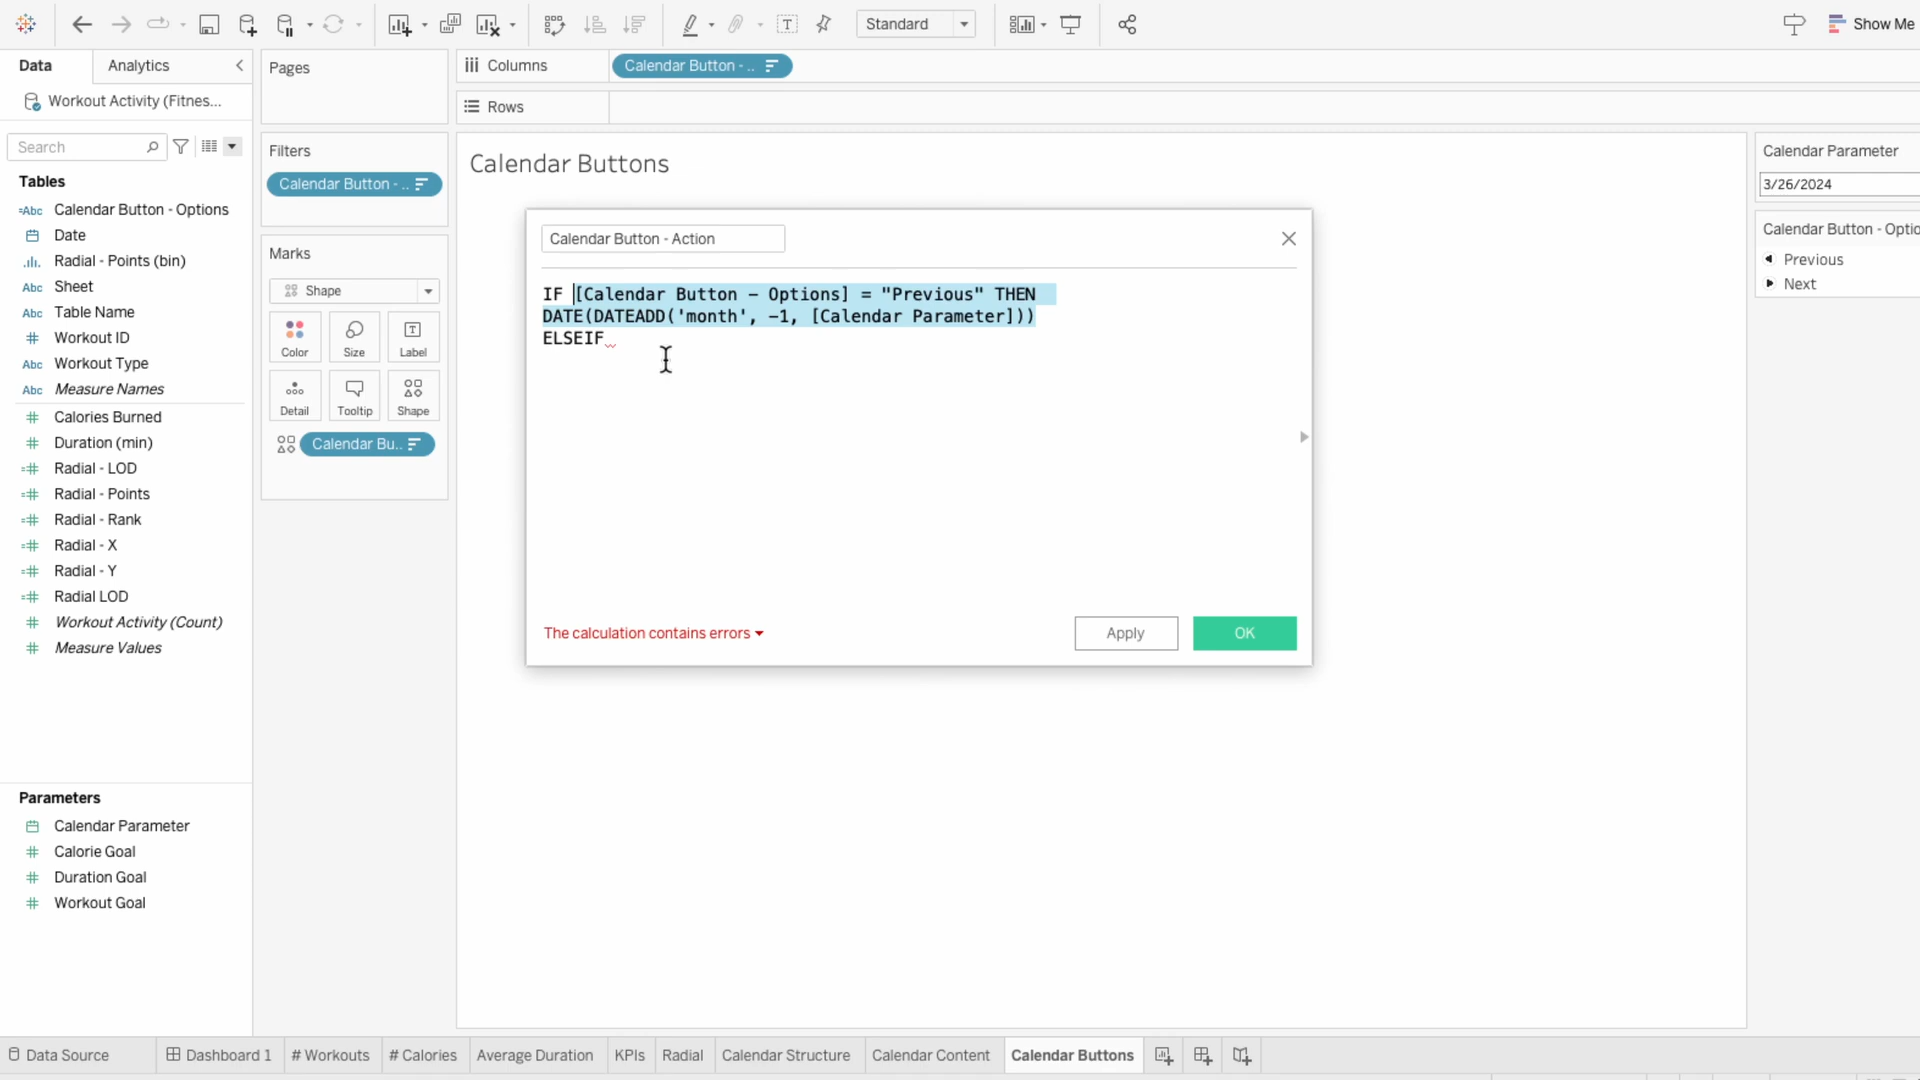 Standard
Show Me
Data
Analytics
Workout Activity (Fitnes...
Search
Tables
Calendar Button - Options
Date
Radial - Points (bin)
Sheet
Table Name
Workout ID
Workout Type
Measure Names
Calories Burned
Duration (min)
Radial - LOD
Radial - Points
Radial - Rank
Radial - X
Radial - Y
Radial LOD
Workout Activity (Count)
Measure Values
Parameters
Calendar Parameter
Calorie Goal
Duration Goal
Workout Goal
Pages
Filters
Calendar Button - ..
Marks
Shape
Color Size Label
Detail Tooltip Shape
Calendar Bu..
Columns
Calendar Button - ..
Rows
Calendar Buttons
Calendar Button - Action
IF [Calendar Button - Options] = "Previous" THEN
DATE(DATEADD('month', -1, [Calendar Parameter]))
ELSEIF
The calculation contains errors
Apply
OK
Calendar Parameter
3/26/2024
Calendar Button - Optio
Previous
Next
Data Source Dashboard 1 # Workouts # Calories Average Duration KPIs Radial Calendar Structure Calendar Content Calendar Buttons